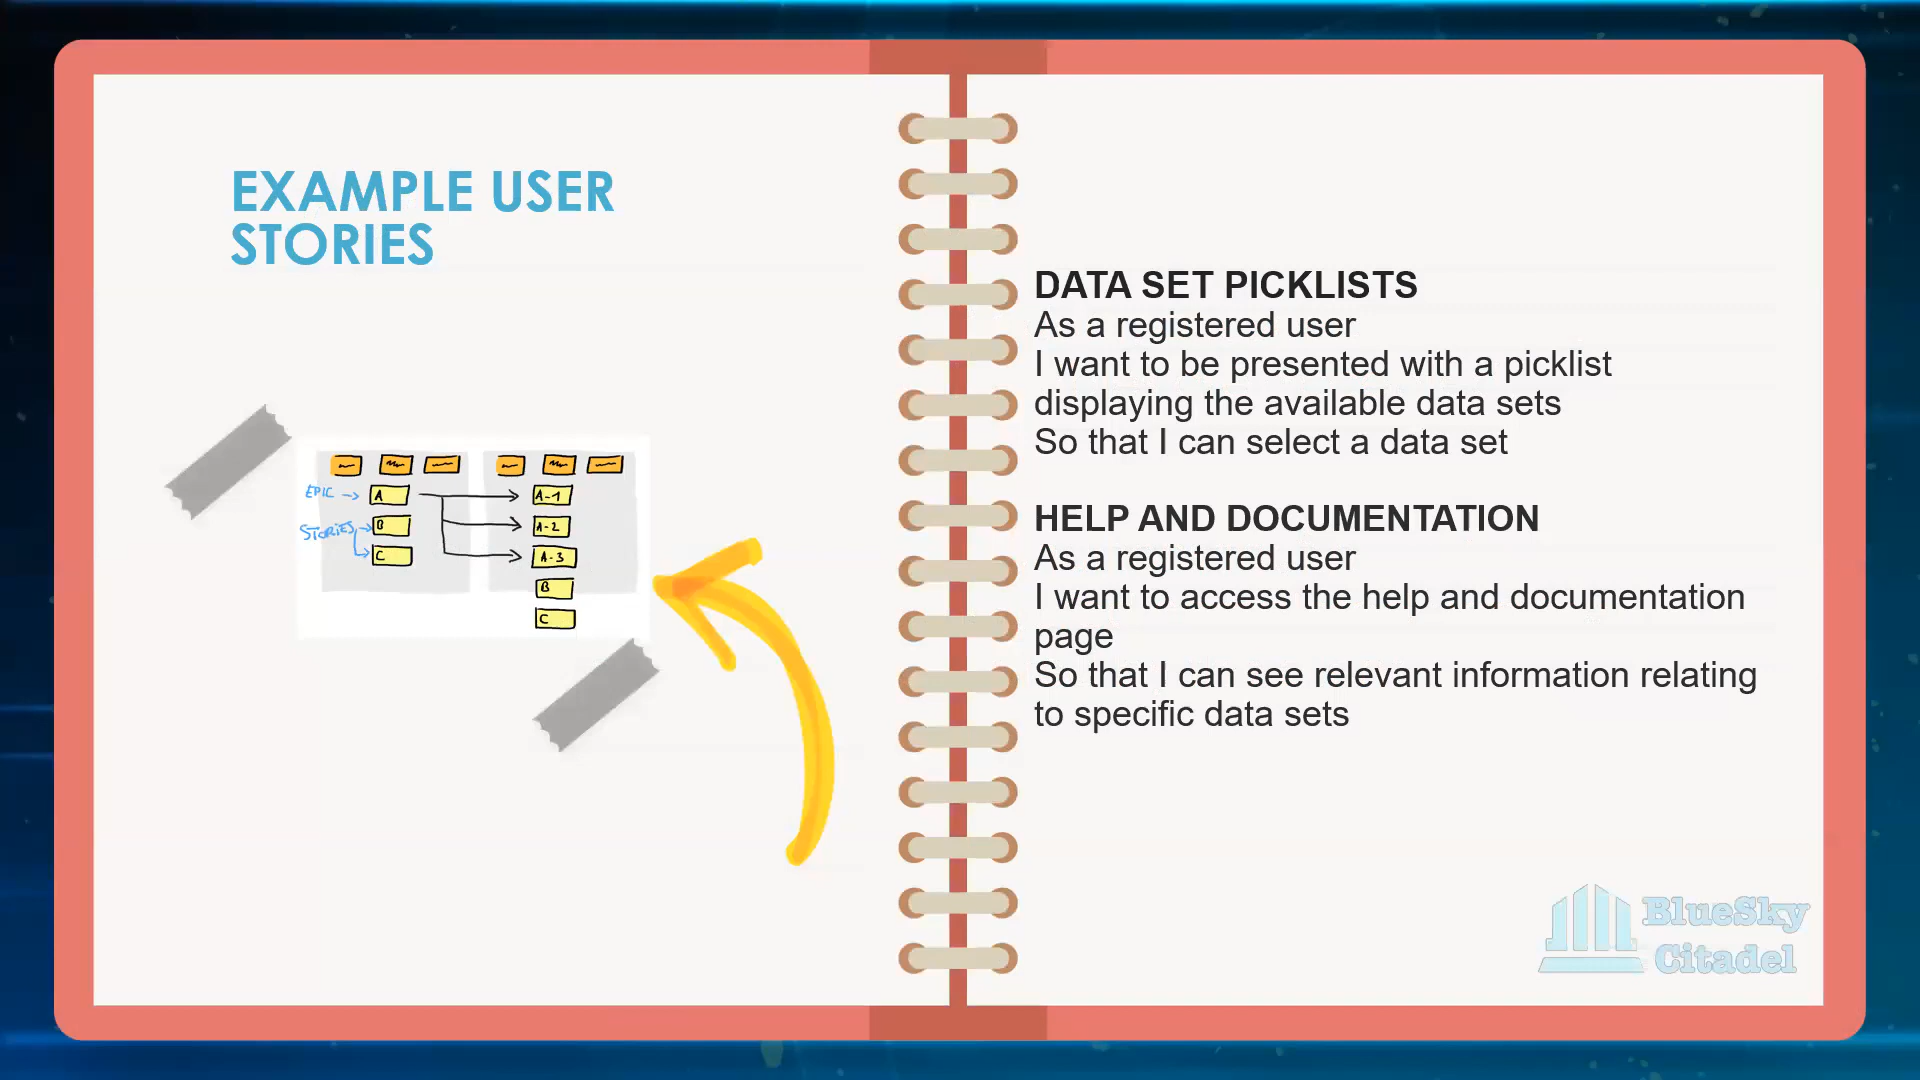 EXAMPLE USER
STORIES
EPIC
A
STORIES
B
C
A-1
A-2
A-3
B
C
DATA SET PICKLISTS
As a registered user
I want to be presented with a picklist
displaying the available data sets
So that I can select a data set
HELP AND DOCUMENTATION
As a registered user
I want to access the help and documentation
page
So that I can see relevant information relating
to specific data sets
BlueSky
Citadel